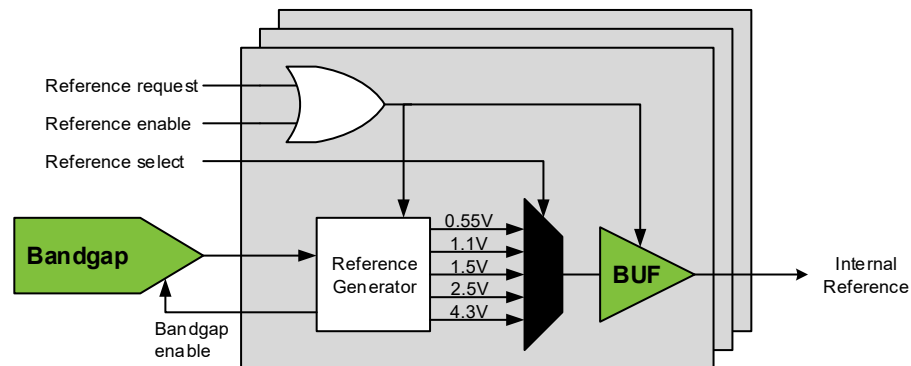 Reference request
Reference enable
Reference select
Bandgap
Reference
Generator
0.55V
1.1V
1.5V
2.5V
4.3V
BUF
Internal
Reference
Bandgap
enable